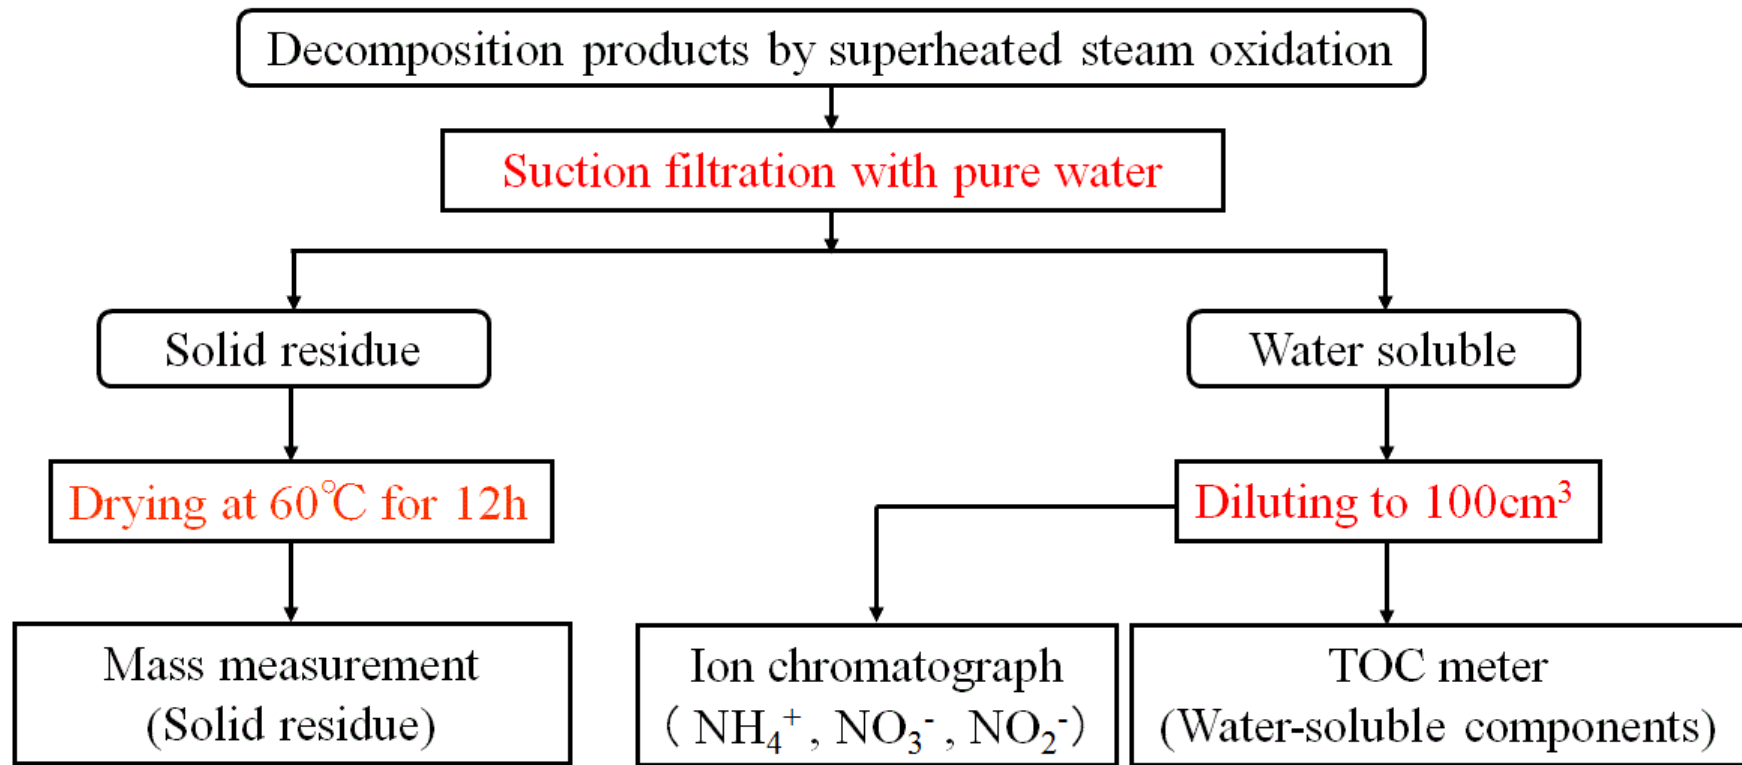 Decomposition products by superheated steam oxidation
Suction filtration with pure water
Solid residue
Water soluble
Drying at 60℃ for 12h
Diluting to 100cm³
Mass measurement
(Solid residue)
Ion chromatograph
( NH₄⁺ , NO₃⁻, NO₂⁻)
TOC meter
(Water-soluble components)